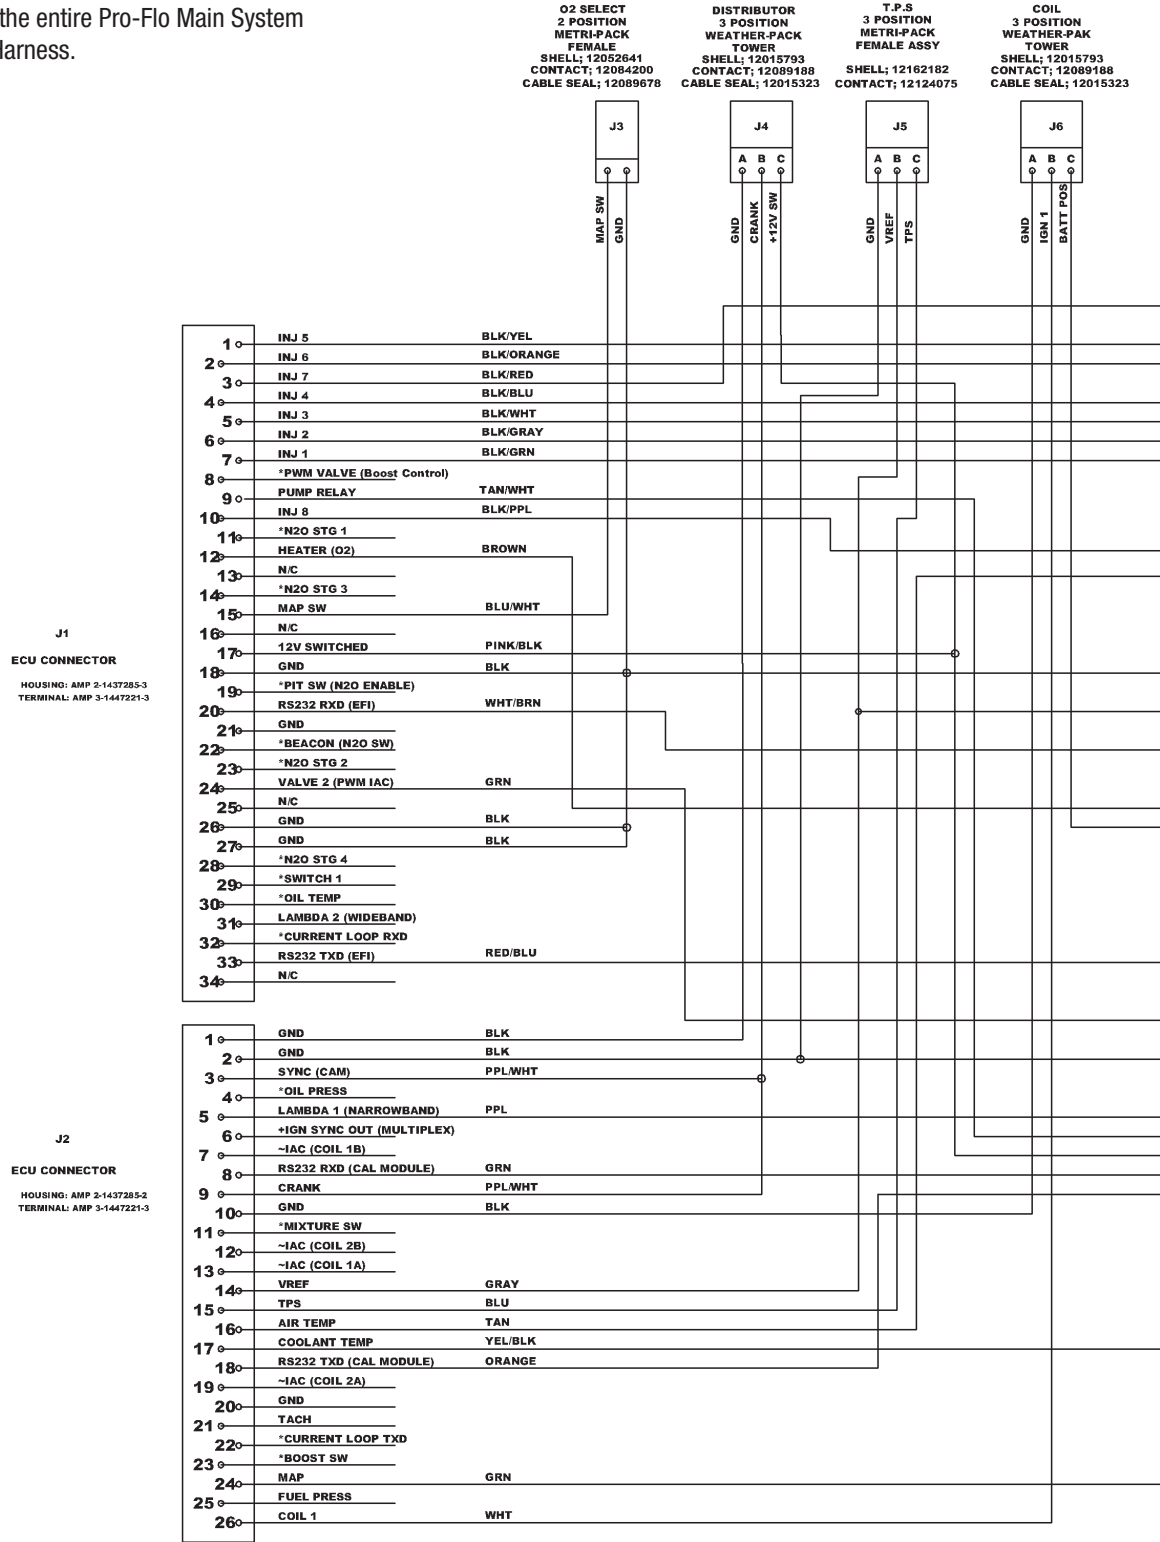 the entire Pro-Flo Main System
Harness.
O2 SELECT
2 POSITION
METRI-PACK
FEMALE
SHELL; 12052641
CONTACT; 12084200
CABLE SEAL; 12089678
DISTRIBUTOR
3 POSITION
WEATHER-PACK
TOWER
SHELL; 12015793
CONTACT; 12089188
CABLE SEAL; 12015323
T.P.S
3 POSITION
METRI-PACK
FEMALE ASSY
SHELL; 12162182
CONTACT; 12124075
COIL
3 POSITION
WEATHER-PAK
TOWER
SHELL; 12015793
CONTACT; 12089188
CABLE SEAL; 12015323
J3
J4
J5
J6
A B C
A B C
A B C
MAP SW
GND
GND
CRANK
+12V SW
GND
VREF
TPS
GND
IGN 1
BATT POS
1 INJ 5 BLK/YEL
2 INJ 6 BLK/ORANGE
3 INJ 7 BLK/RED
4 INJ 4 BLK/BLU
5 INJ 3 BLK/WHT
6 INJ 2 BLK/GRAY
7 INJ 1 BLK/GRN
8 *PWM VALVE (Boost Control)
9 PUMP RELAY TAN/WHT
10 INJ 8 BLK/PPL
11 *N2O STG 1
12 HEATER (O2) BROWN
13 N/C
14 *N2O STG 3
15 MAP SW BLU/WHT
16 N/C
17 12V SWITCHED PINK/BLK
18 GND BLK
19 *PIT SW (N2O ENABLE)
20 RS232 RXD (EFI) WHT/BRN
21 GND
22 *BEACON (N2O SW)
23 *N2O STG 2
24 VALVE 2 (PWM IAC) GRN
25 N/C
26 GND BLK
27 GND BLK
28 *N2O STG 4
29 *SWITCH 1
30 *OIL TEMP
31 LAMBDA 2 (WIDEBAND)
32 *CURRENT LOOP RXD
33 RS232 TXD (EFI) RED/BLU
34 N/C
J1
ECU CONNECTOR
HOUSING: AMP 2-1437285-3
TERMINAL: AMP 3-1447221-3
1 GND BLK
2 GND BLK
3 SYNC (CAM) PPL/WHT
4 *OIL PRESS
5 LAMBDA 1 (NARROWBAND) PPL
6 +IGN SYNC OUT (MULTIPLEX)
7 ~IAC (COIL 1B)
8 RS232 RXD (CAL MODULE) GRN
9 CRANK PPL/WHT
10 GND BLK
11 *MIXTURE SW
12 ~IAC (COIL 2B)
13 ~IAC (COIL 1A)
14 VREF GRAY
15 TPS BLU
16 AIR TEMP TAN
17 COOLANT TEMP YEL/BLK
18 RS232 TXD (CAL MODULE) ORANGE
19 ~IAC (COIL 2A)
20 GND
21 TACH
22 *CURRENT LOOP TXD
23 *BOOST SW
24 MAP GRN
25 FUEL PRESS
26 COIL 1 WHT
J2
ECU CONNECTOR
HOUSING: AMP 2-1437285-2
TERMINAL: AMP 3-1447221-3